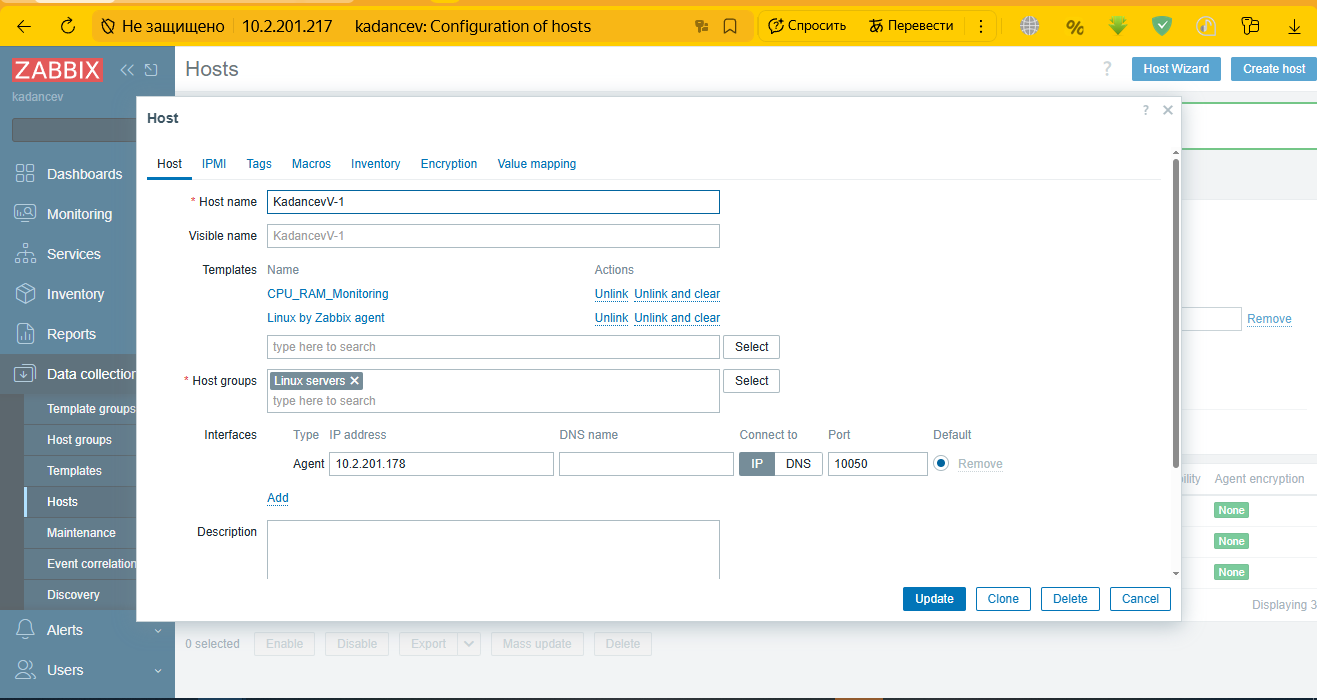 Не защищено 10.2.201.217 kadancev: Configuration of hosts Спросить Перевести
ZABBIX
kadancev
Hosts
? Host Wizard Create host
Dashboards
Monitoring
Services
Inventory
Reports
Data collection
Template groups
Host groups
Templates
Hosts
Maintenance
Event correlation
Discovery
Alerts
Users
Host
? 
Host IPMI Tags Macros Inventory Encryption Value mapping
* Host name KadancevV-1
Visible name KadancevV-1
Templates Name Actions
CPU_RAM_Monitoring Unlink Unlink and clear
Linux by Zabbix agent Unlink Unlink and clear
type here to search Select
* Host groups Linux servers Select
type here to search
Interfaces Type IP address DNS name Connect to Port Default
Agent 10.2.201.178 IP DNS 10050 Remove
Add
Description
Update Clone Delete Cancel
Remove
Agent encryption
None
None
None
Displaying 3
0 selected Enable Disable Export Mass update Delete